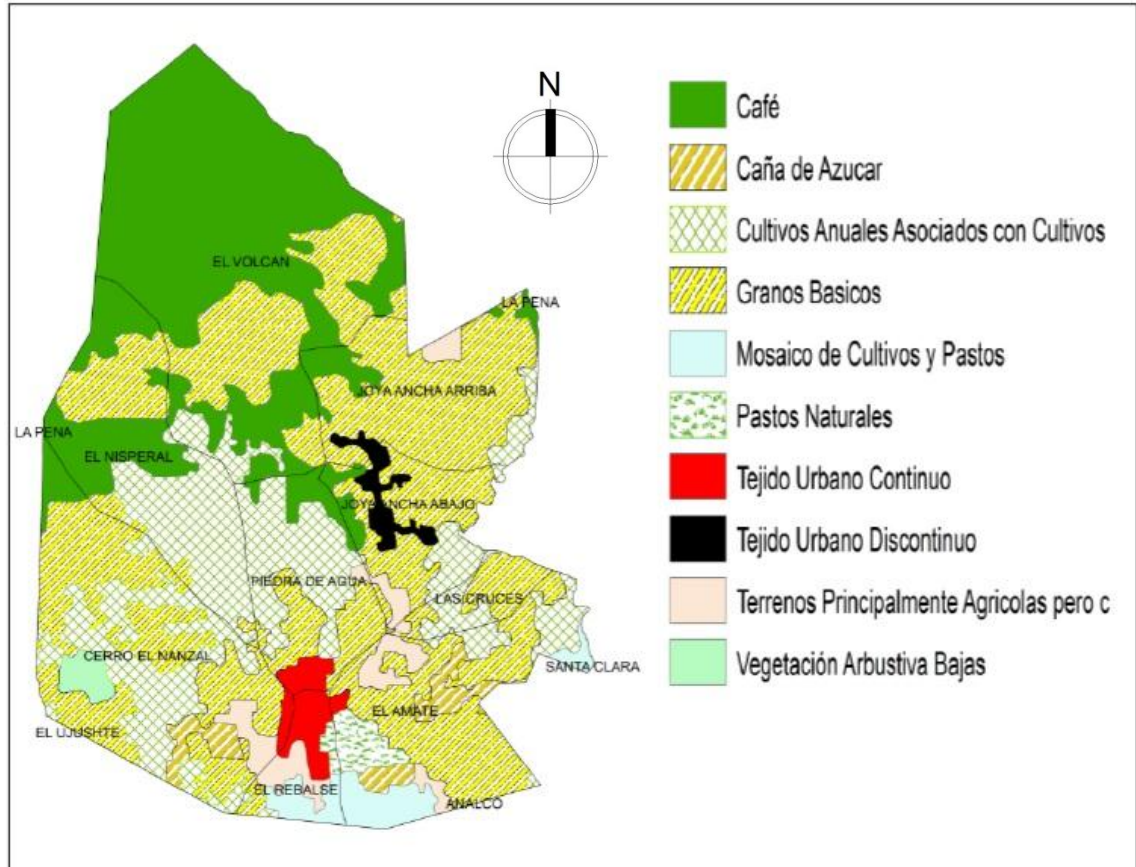 N
Café
Caña de Azucar
Cultivos Anuales Asociados con Cultivos
Granos Basicos
Mosaico de Cultivos y Pastos
Pastos Naturales
Tejido Urbano Continuo
Tejido Urbano Discontinuo
Terrenos Principalmente Agricolas pero c
Vegetación Arbustiva Bajas
EL VOLCAN
LA PENA
JOYA ANCHA ARRIBA
LA PENA
EL NISPERAL
JOYA ANCHA ABAJO
PIEDRA DE AGUA
LAS CRUCES
CERRO EL NANZAL
SANTA CLARA
EL AMATE
EL UJUSHTE
EL REBALSE
ANALCO